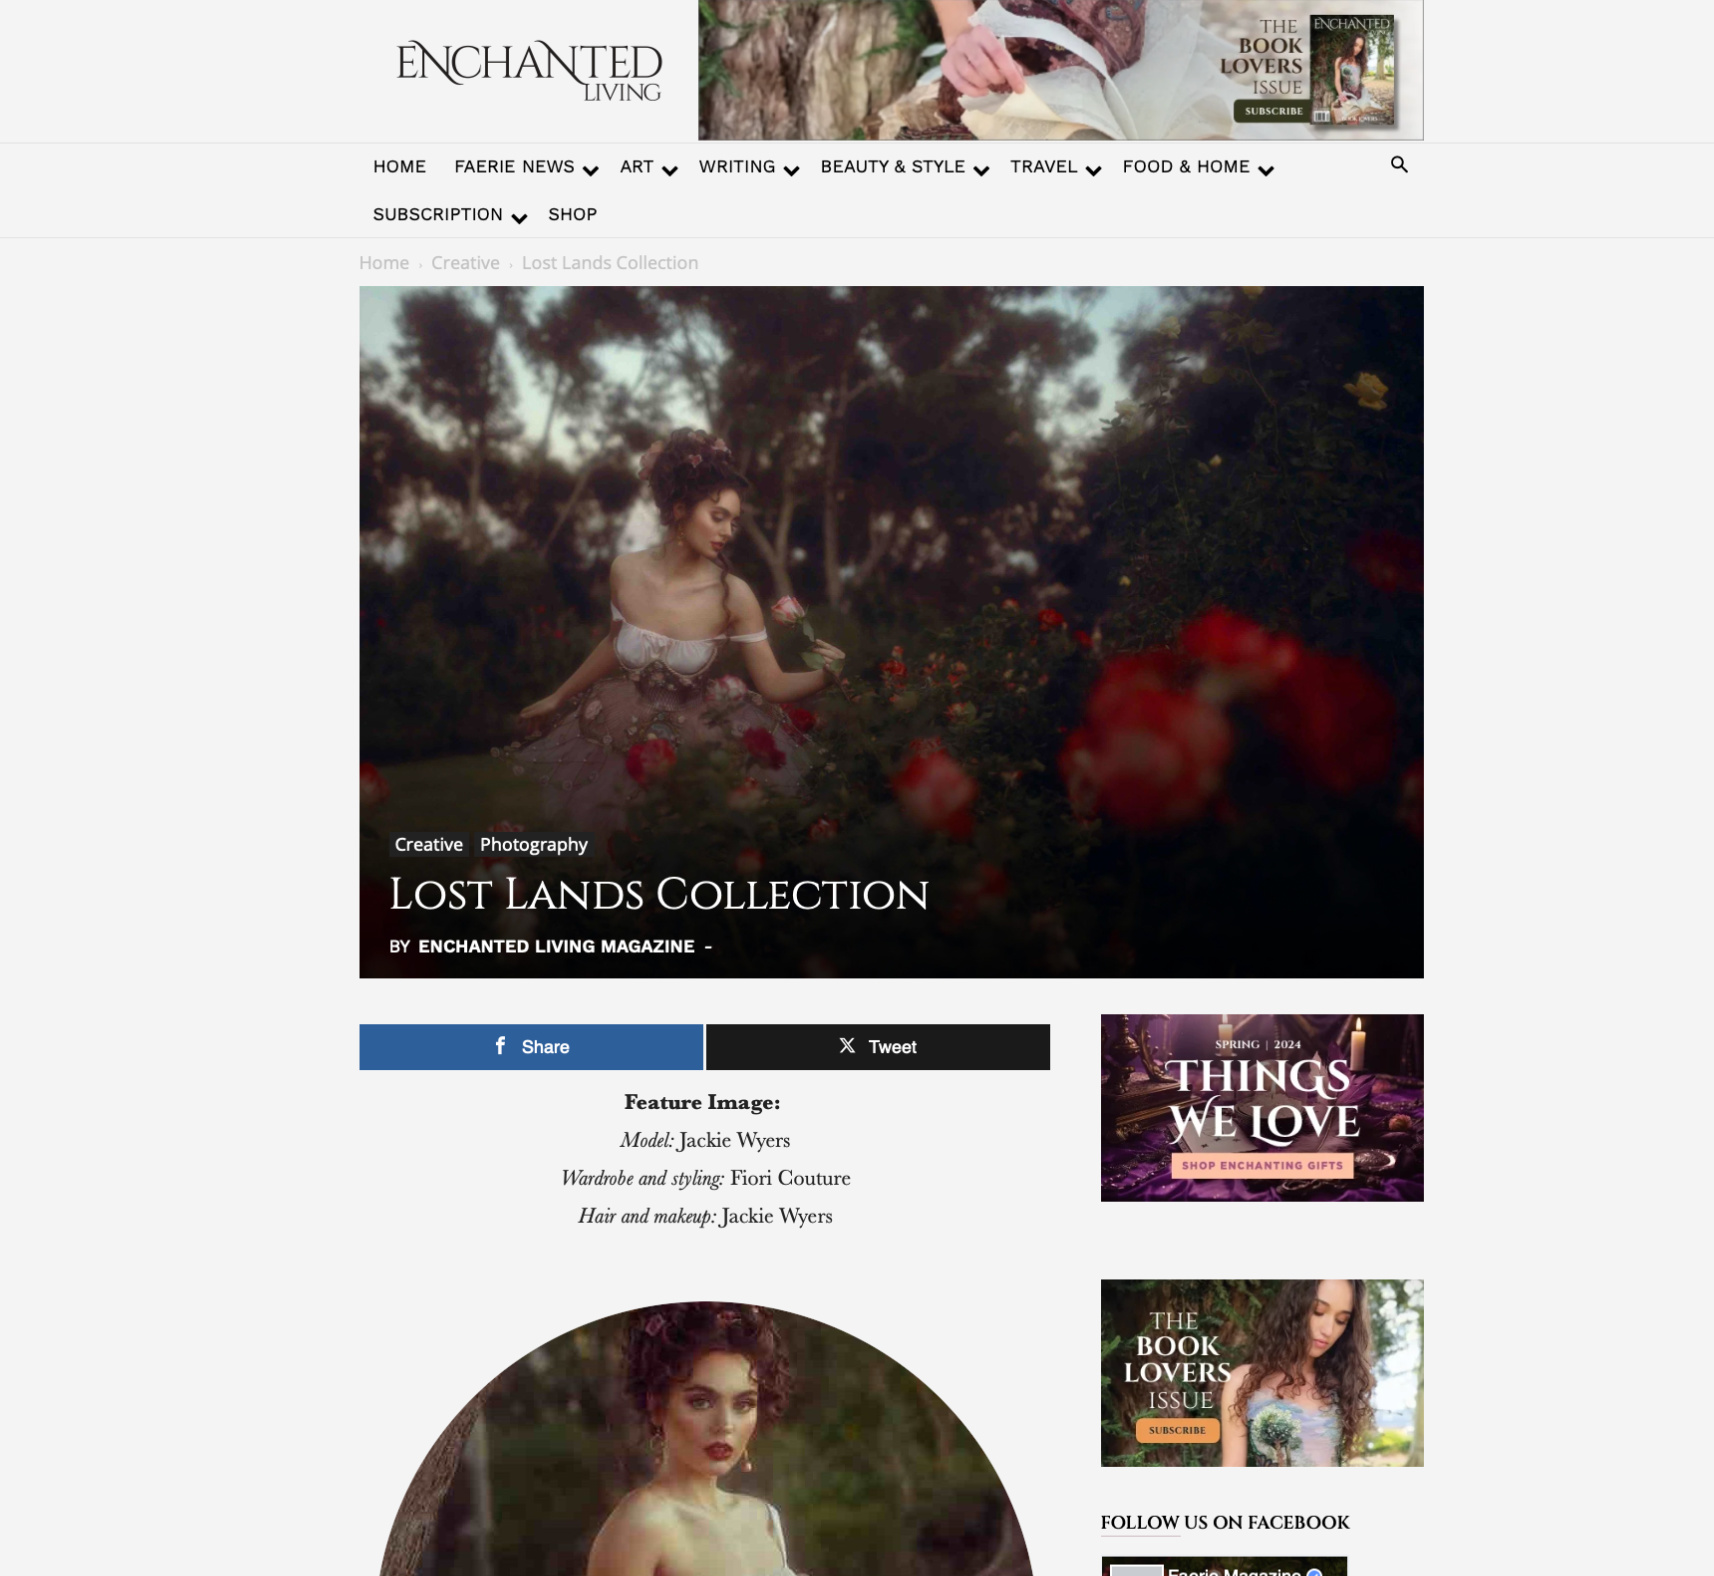 ENCHANTED
LIVING
THE
BOOK
LOVERS
ISSUE
SUBSCRIBE
ENCHANTED
BOOK LOVERS
HOME FAERIE NEWS ART WRITING BEAUTY & STYLE TRAVEL FOOD & HOME
SUBSCRIPTION SHOP
Home › Creative › Lost Lands Collection
Creative Photography
Lost Lands Collection
BY ENCHANTED LIVING MAGAZINE -
Share Tweet
Feature Image:
Model: Jackie Wyers
Wardrobe and styling: Fiori Couture
Hair and makeup: Jackie Wyers
SPRING | 2024
THINGS
WE LOVE
SHOP ENCHANTING GIFTS
THE
BOOK
LOVERS
ISSUE
SUBSCRIBE
FOLLOW US ON FACEBOOK
Faerie Magazine